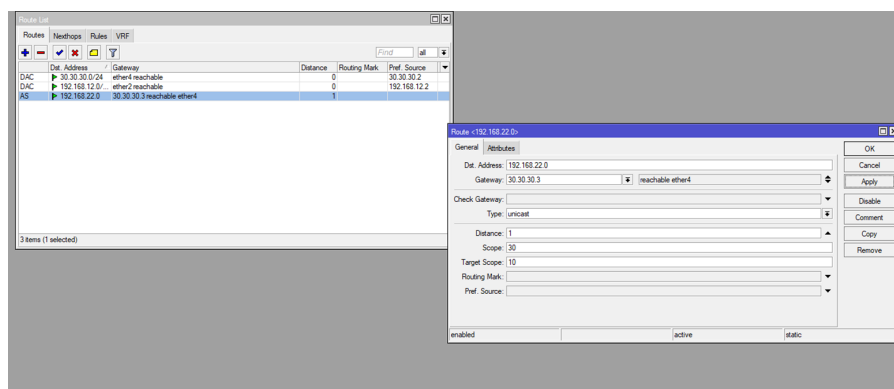 Route List
Routes Nexthops Rules VRF
Find all
Dst. Address Gateway Distance Routing Mark Pref. Source
DAC 30.30.30.0/24 ether4 reachable 0 30.30.30.2
DAC 192.168.12.0/... ether2 reachable 0 192.168.12.2
AS 192.168.22.0 30.30.30.3 reachable ether4 1
3 items (1 selected)
Route <192.168.22.0>
General Attributes
Dst. Address: 192.168.22.0
Gateway: 30.30.30.3 reachable ether4
Check Gateway:
Type: unicast
Distance: 1
Scope: 30
Target Scope: 10
Routing Mark:
Pref. Source:
OK
Cancel
Apply
Disable
Comment
Copy
Remove
enabled active static